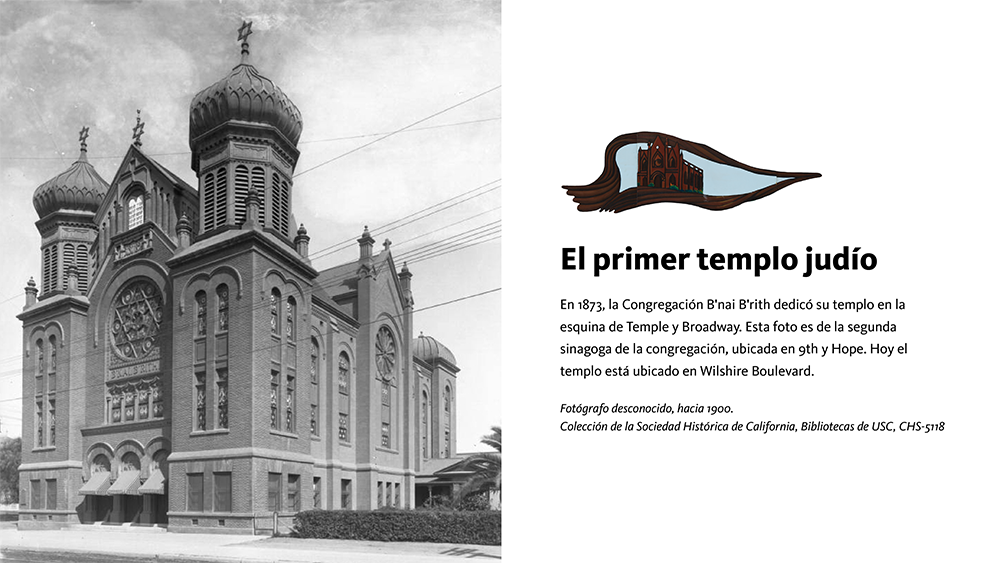 BNAI B'RITH
El primer templo judío
En 1873, la Congregación B'nai B'rith dedicó su templo en la
esquina de Temple y Broadway. Esta foto es de la segunda
sinagoga de la congregación, ubicada en 9th y Hope. Hoy el
templo está ubicado en Wilshire Boulevard.
Fotógrafo desconocido, hacia 1900.
Colección de la Sociedad Histórica de California, Bibliotecas de USC, CHS-5118